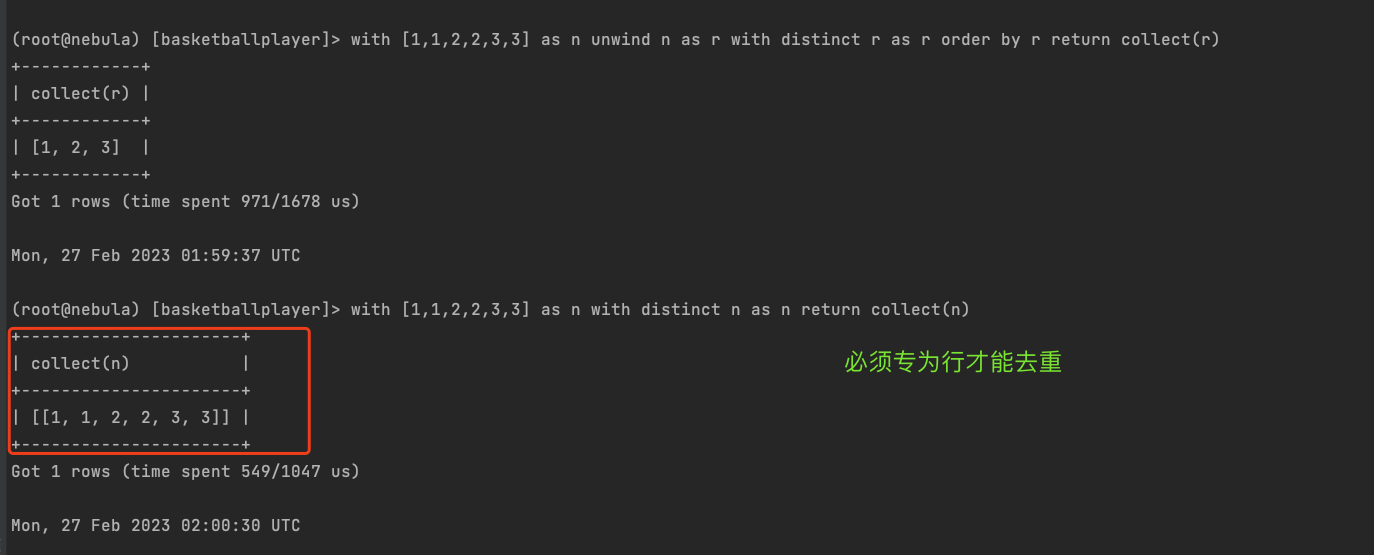 (root@nebula) [basketballplayer]> with [1,1,2,2,3,3] as n unwind n as r with distinct r as r order by r return collect(r)
+------------+
| collect(r) |
+------------+
| [1, 2, 3]  |
+------------+
Got 1 rows (time spent 971/1678 us)
Mon, 27 Feb 2023 01:59:37 UTC
(root@nebula) [basketballplayer]> with [1,1,2,2,3,3] as n with distinct n as n return collect(n)
+----------------------+
| collect(n)           |
必须专为行才能去重
+----------------------+
| [[1, 1, 2, 2, 3, 3]] |
+----------------------+
Got 1 rows (time spent 549/1047 us)
Mon, 27 Feb 2023 02:00:30 UTC